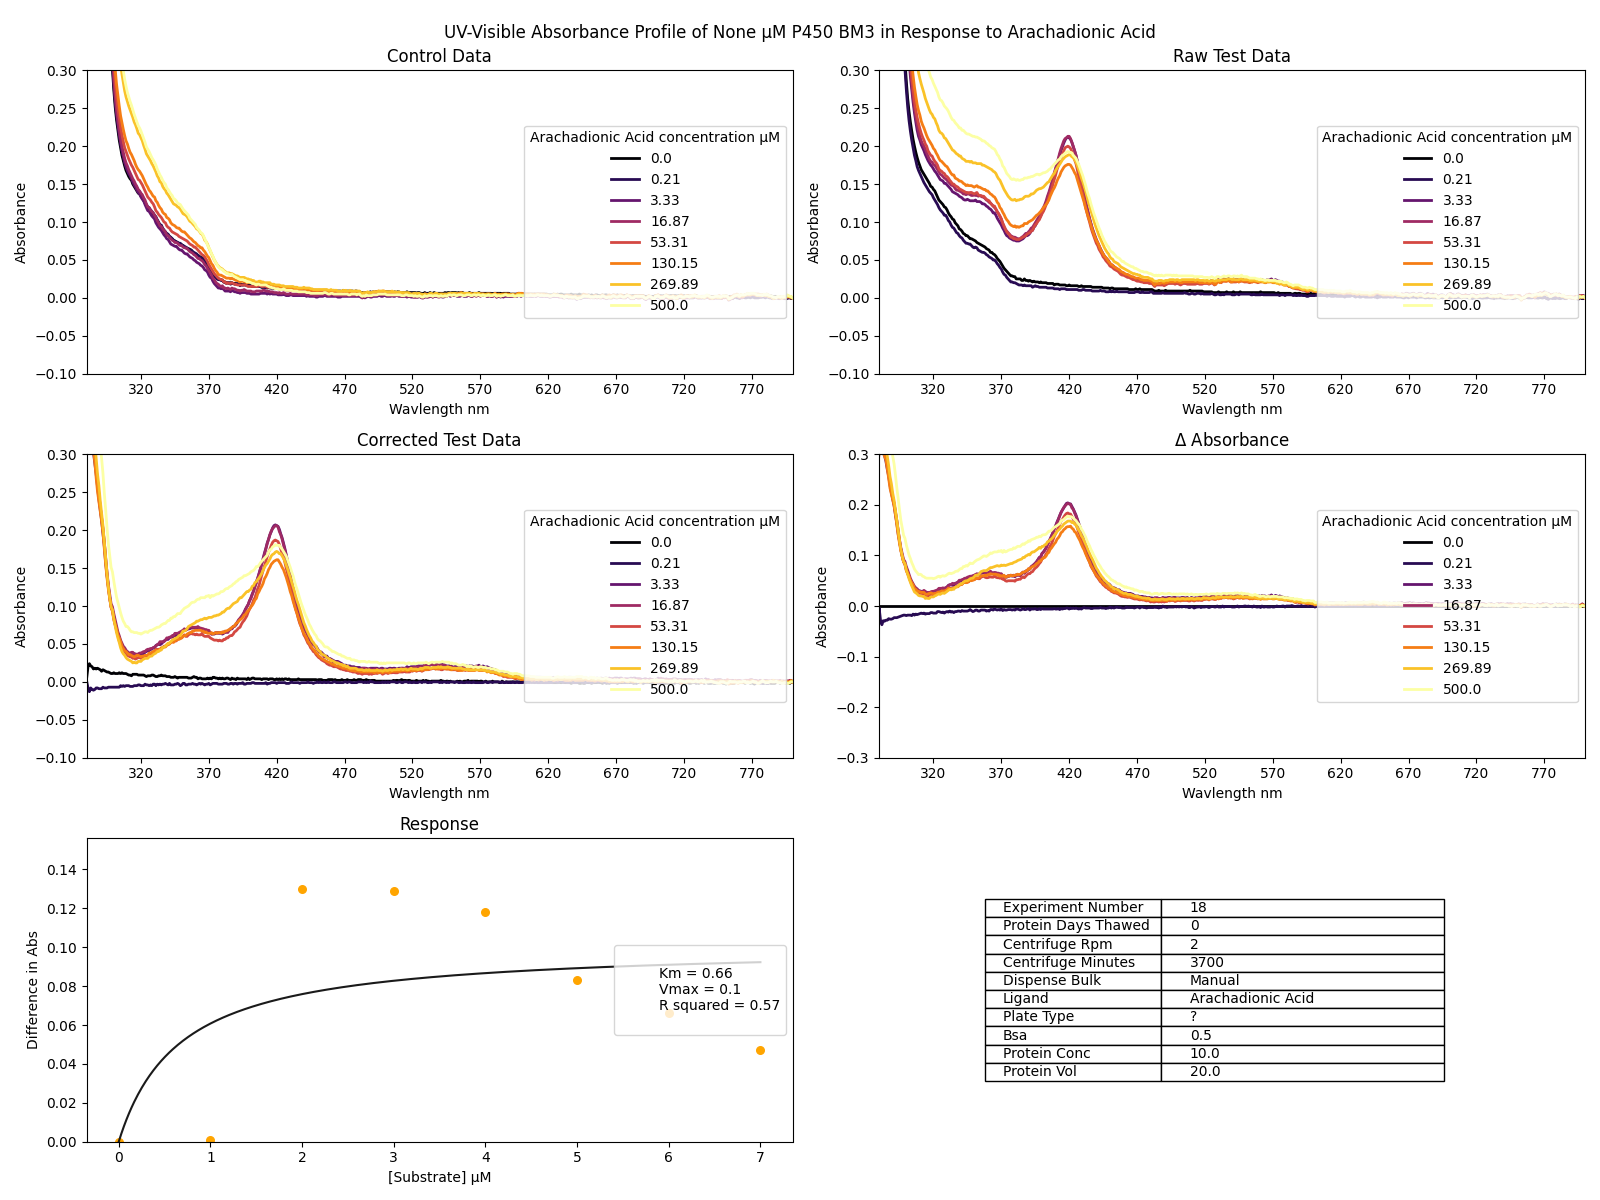 UV-Visible Absorbance Profile of None μM P450 BM3 in Response to Arachadionic Acid
Control Data
0.30
0.25
0.20
0.15
0.10
0.05
0.00
−0.05
−0.10
Absorbance
320 370 420 470 520 570 620 670 720 770
Wavlength nm
Arachadionic Acid concentration μM
0.0
0.21
3.33
16.87
53.31
130.15
269.89
500.0
Raw Test Data
0.30
0.25
0.20
0.15
0.10
0.05
0.00
−0.05
−0.10
Absorbance
320 370 420 470 520 570 620 670 720 770
Wavlength nm
Arachadionic Acid concentration μM
0.0
0.21
3.33
16.87
53.31
130.15
269.89
500.0
Corrected Test Data
0.30
0.25
0.20
0.15
0.10
0.05
0.00
−0.05
−0.10
Absorbance
320 370 420 470 520 570 620 670 720 770
Wavlength nm
Arachadionic Acid concentration μM
0.0
0.21
3.33
16.87
53.31
130.15
269.89
500.0
Δ Absorbance
0.3
0.2
0.1
0.0
−0.1
−0.2
−0.3
Absorbance
320 370 420 470 520 570 620 670 720 770
Wavlength nm
Arachadionic Acid concentration μM
0.0
0.21
3.33
16.87
53.31
130.15
269.89
500.0
Response
0.14
0.12
0.10
0.08
0.06
0.04
0.02
0.00
Difference in Abs
0 1 2 3 4 5 6 7
[Substrate] μM
Km = 0.66
Vmax = 0.1
R squared = 0.57
Experiment Number 18
Protein Days Thawed 0
Centrifuge Rpm 2
Centrifuge Minutes 3700
Dispense Bulk Manual
Ligand Arachadionic Acid
Plate Type ?
Bsa 0.5
Protein Conc 10.0
Protein Vol 20.0